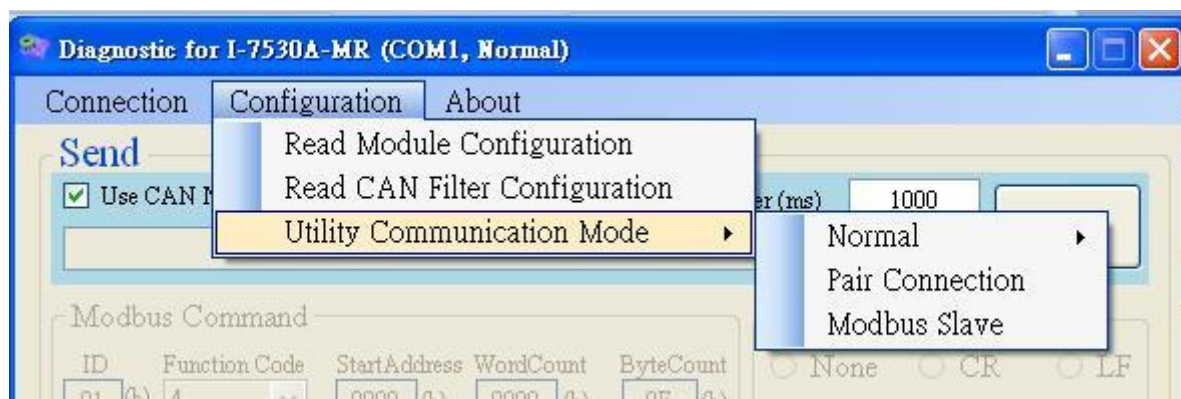 Diagnostic for I-7530A-MR (COM1, Normal)
Connection Configuration About
Read Module Configuration
Send
Read CAN Filter Configuration
Use CAN
(ms) 1000
Utility Communication Mode
Normal
Pair Connection
Modbus Slave
Modbus Command
ID Function Code StartAddress WordCount ByteCount
None CR LF